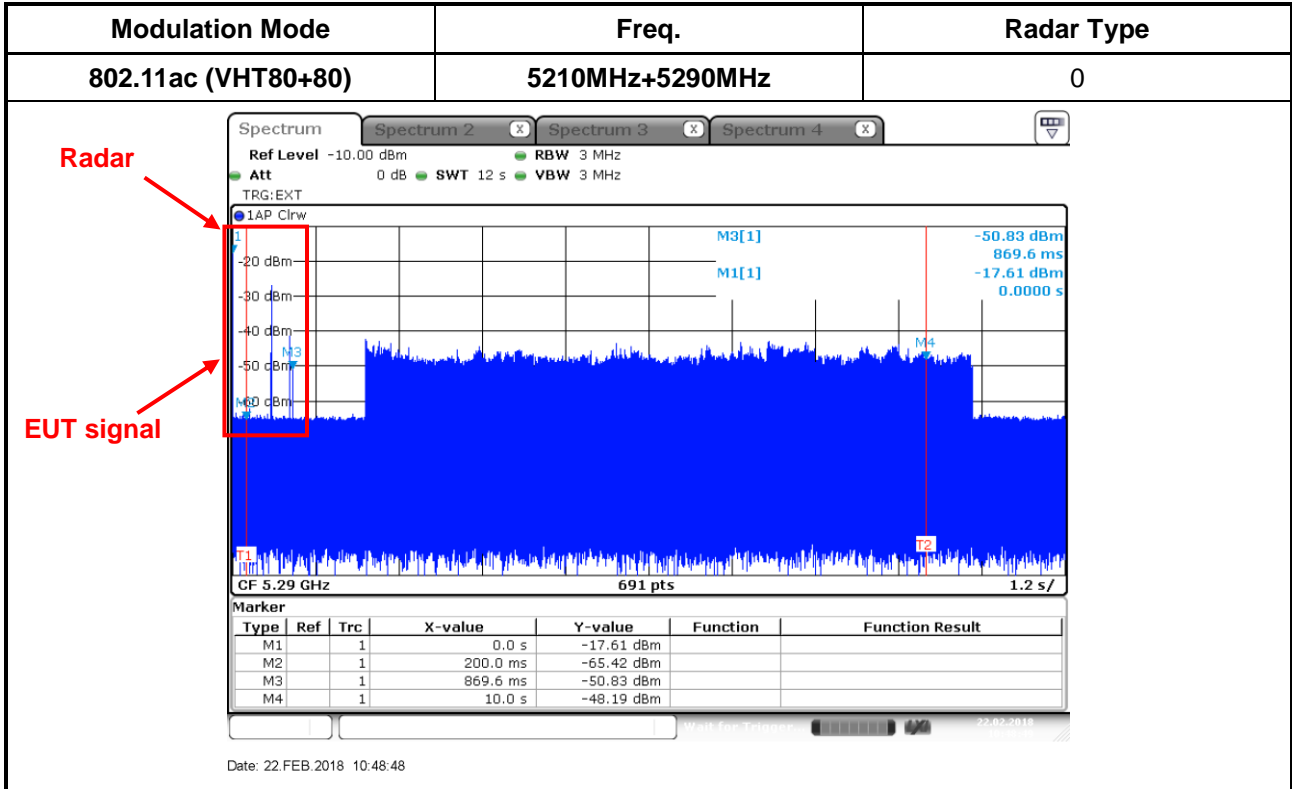 Modulation Mode Freq. Radar Type
802.11ac (VHT80+80) 5210MHz+5290MHz 0
Spectrum Spectrum 2 X Spectrum 3 X Spectrum 4 X
Radar
Ref Level -10.00 dBm RBW 3 MHz
Att 0 dB SWT 12 s VBW 3 MHz
TRG:EXT
1AP Clrw
1 M3[1] -50.83 dBm
869.6 ms
-20 dBm
M1[1] -17.61 dBm
0.0000 s
-30 dBm
-40 dBm
M3 M4
-50 dBm
-60 dBm
EUT signal
T1 T2
CF 5.29 GHz 691 pts 1.2 s/
Marker
Type Ref Trc X-value Y-value Function Function Result
M1 1 0.0 s -17.61 dBm
M2 1 200.0 ms -65.42 dBm
M3 1 869.6 ms -50.83 dBm
M4 1 10.0 s -48.19 dBm
Wait for Trigger... 22.02.2018
Date: 22.FEB.2018 10:48:48